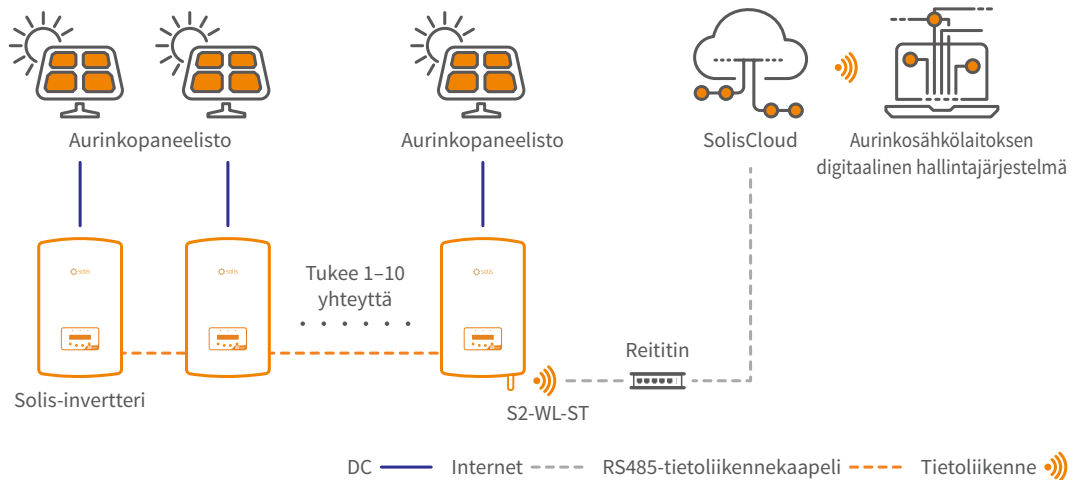 Aurinkopaneelisto
Aurinkopaneelisto
SolisCloud
Aurinkosähkölaitoksen
digitaalinen hallintajärjestelmä
solis
solis
solis
Tukee 1–10
yhteyttä
Reititin
Solis-invertteri
S2-WL-ST
DC
Internet
RS485-tietoliikennekaapeli
Tietoliikenne